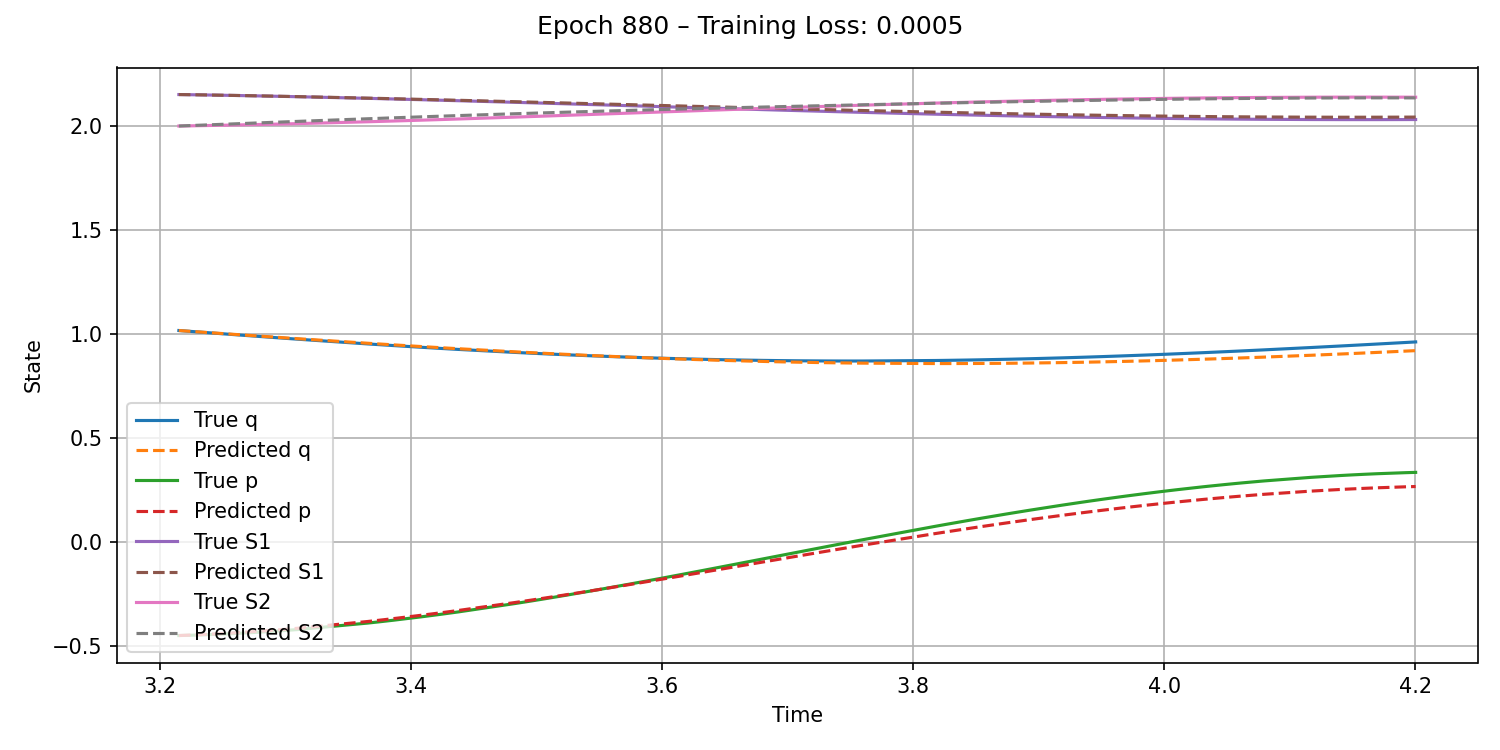 Epoch 880 – Training Loss: 0.0005
State
2.0
1.5
1.0
0.5
0.0
−0.5
True q
Predicted q
True p
Predicted p
True S1
Predicted S1
True S2
Predicted S2
3.2 3.4 3.6 3.8 4.0 4.2
Time